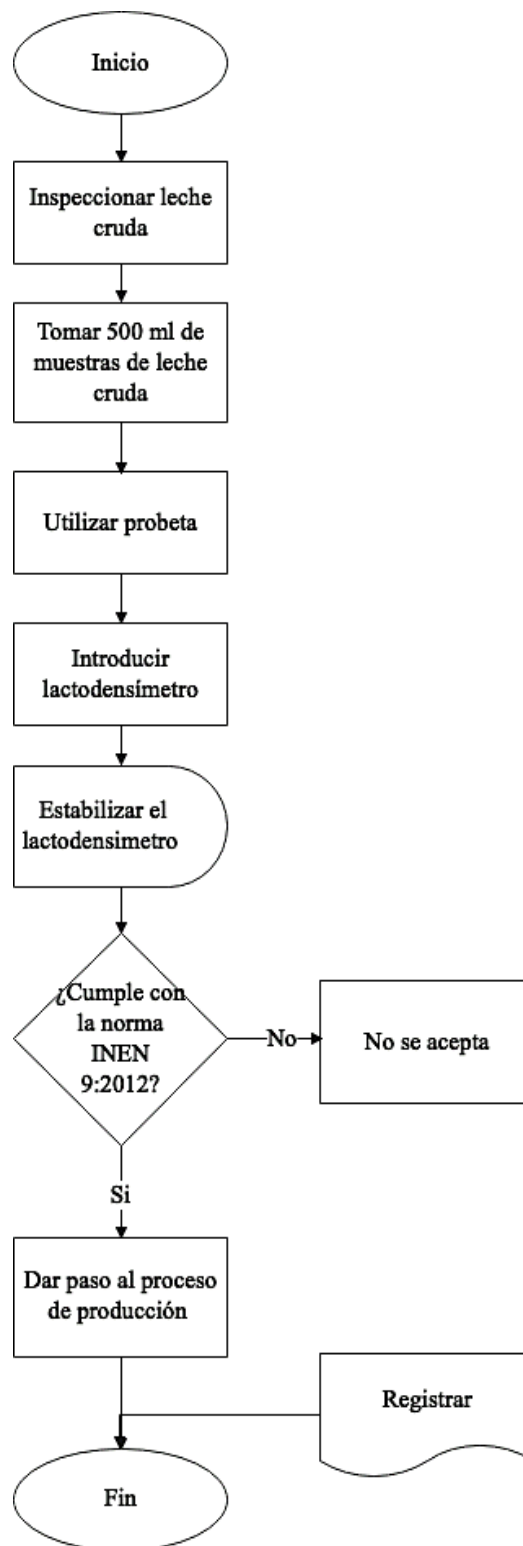 Inicio
Inspeccionar leche
cruda
Tomar 500 ml de
muestras de leche
cruda
Utilizar probeta
Introducir
lactodensímetro
Estabilizar el
lactodensimetro
¿Cumple con
la norma
INEN
9:2012?
No
No se acepta
Si
Dar paso al proceso
de producción
Registrar
Fin